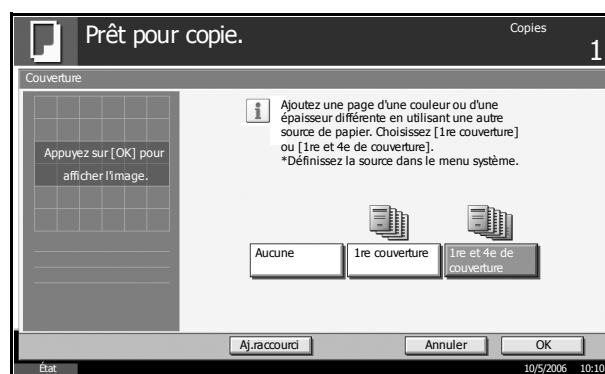 Prêt pour copie.
Copies
1
Couverture
Appuyez sur [OK] pour
afficher l'image.
Ajoutez une page d'une couleur ou d'une
épaisseur différente en utilisant une autre
source de papier. Choisissez [1re couverture]
ou [1re et 4e de couverture].
*Définissez la source dans le menu système.
Aucune
1re couverture
1re et 4e de
couverture
Aj.raccourci
Annuler
OK
État
10/5/2006 10:10